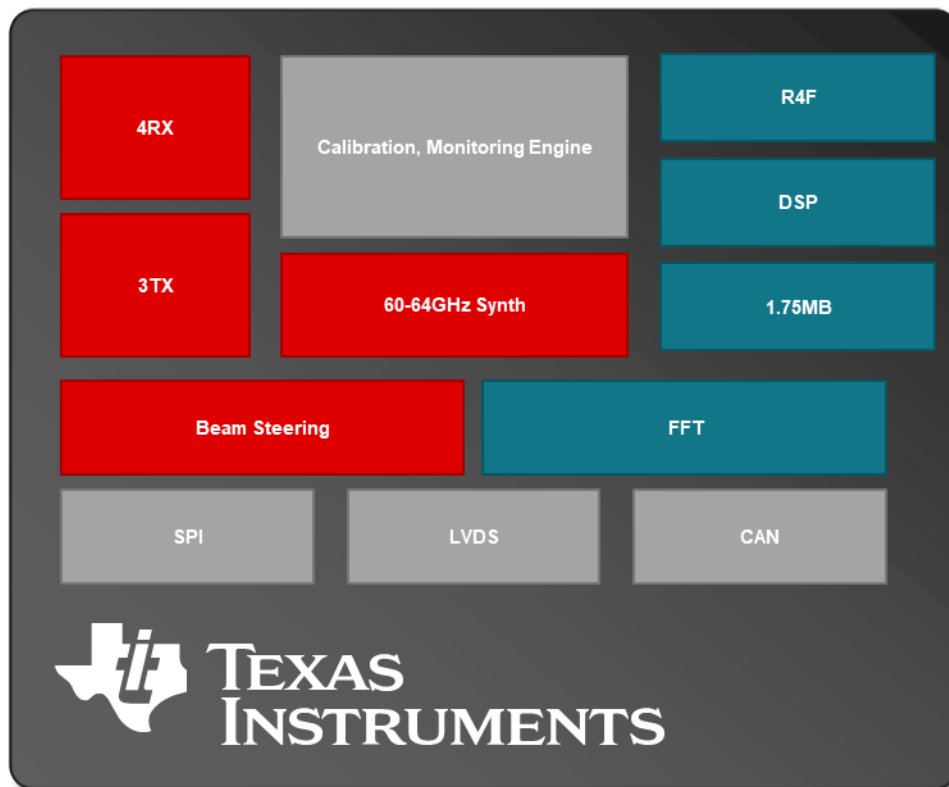 4RX
Calibration, Monitoring Engine
R4F
DSP
3TX
60-64GHz Synth
1.75MB
Beam Steering
FFT
SPI
LVDS
CAN
ti
TEXAS
INSTRUMENTS